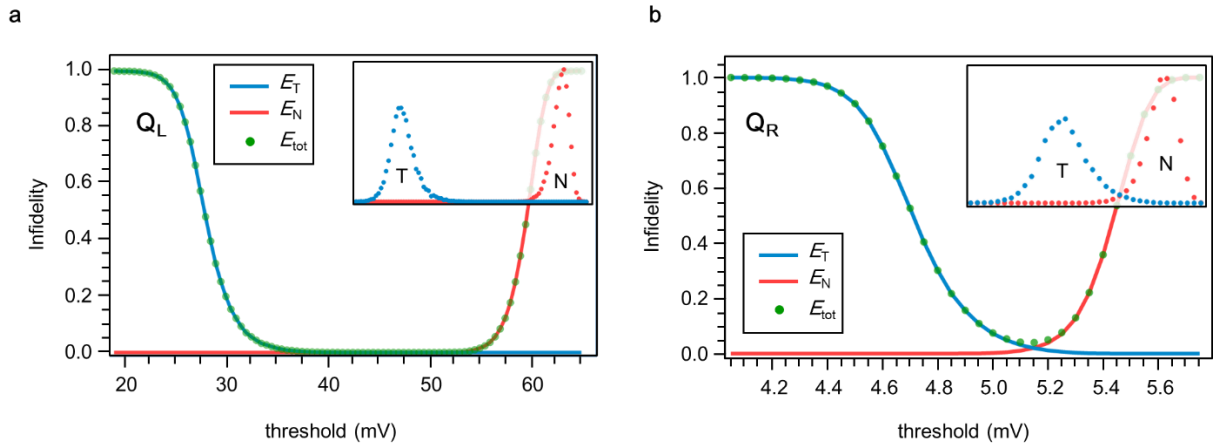 a
Infidelity
1.0
0.8
0.6
0.4
0.2
0.0
Q_L
E_T
E_N
E_tot
T
N
20 30 40 50 60
threshold (mV)
b
Infidelity
1.0
0.8
0.6
0.4
0.2
0.0
Q_R
T
N
E_T
E_N
E_tot
4.2 4.4 4.6 4.8 5.0 5.2 5.4 5.6
threshold (mV)